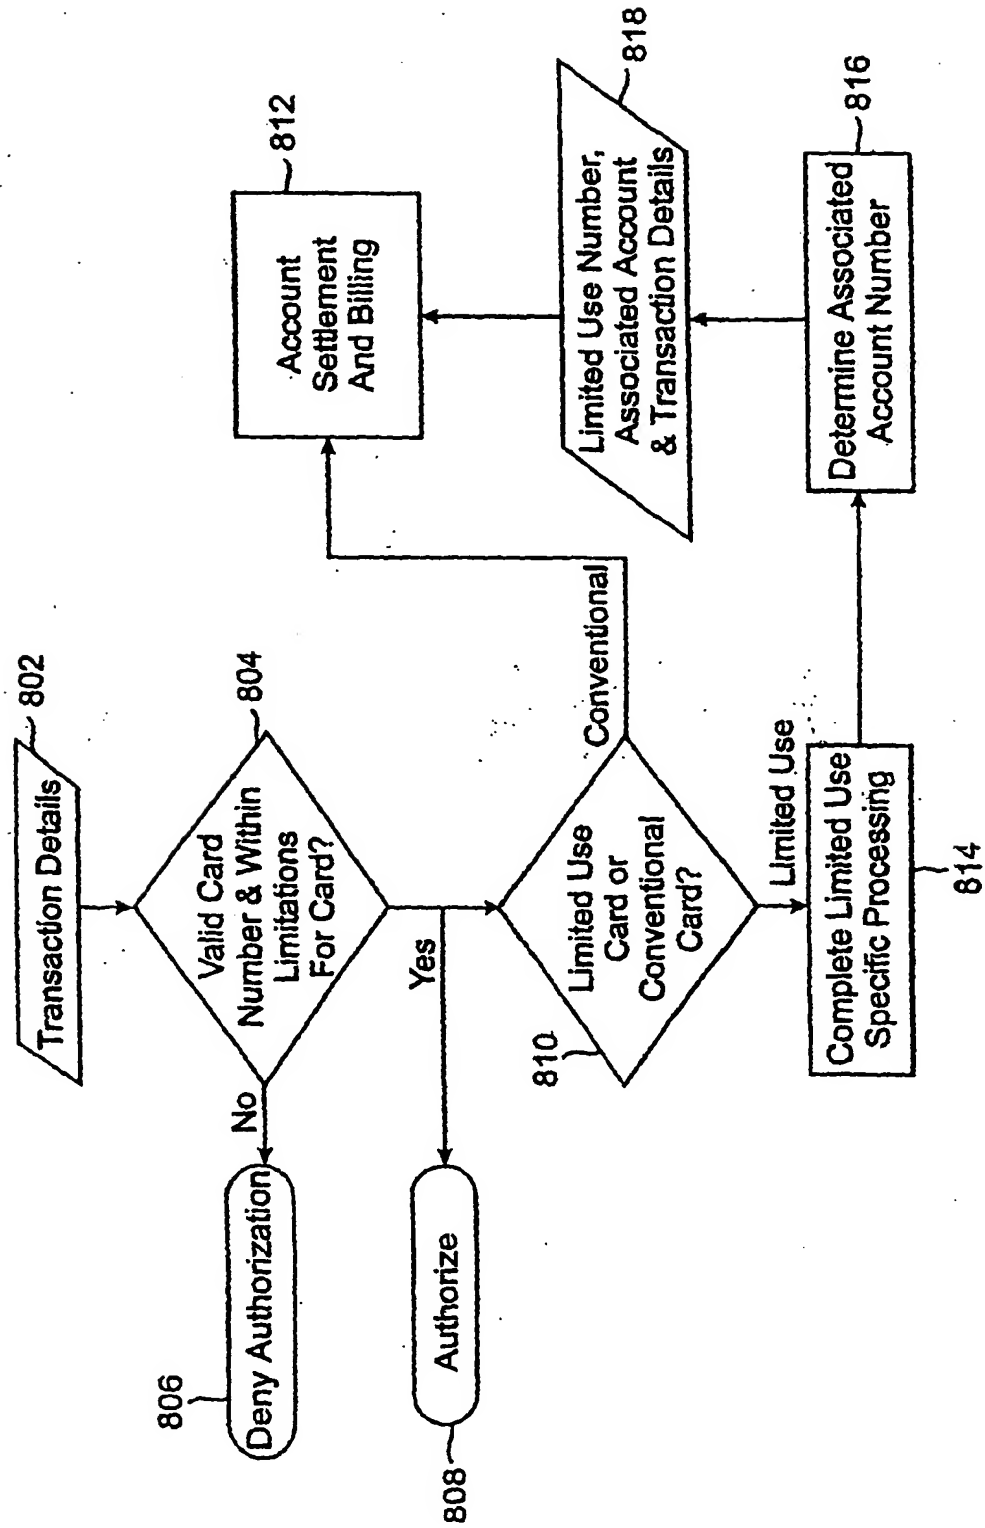 802
Transaction Details
804
Valid Card
Number & Within
Limitations
For Card?
No
806
Deny Authorization
Yes
808
Authorize
810
Limited Use
Card or
Conventional
Card?
Conventional
812
Account
Settlement
And Billing
Limited Use
Complete Limited Use
Specific Processing
814
Determine Associated
Account Number
816
Limited Use Number,
Associated Account
& Transaction Details
818